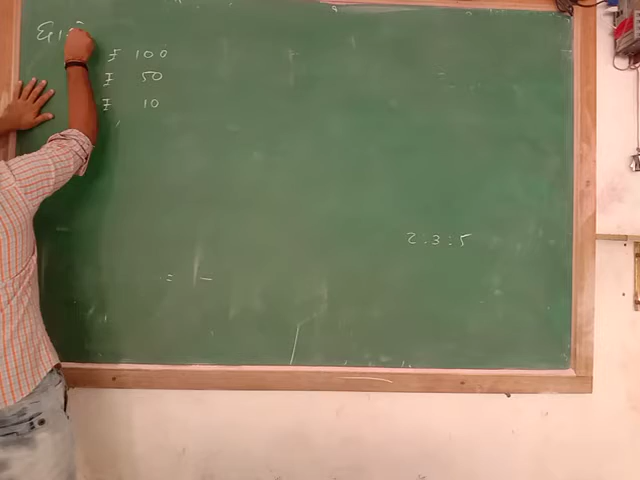 ₹ 100
₹ 50
₹ 10
2 : 3 : 5
= -